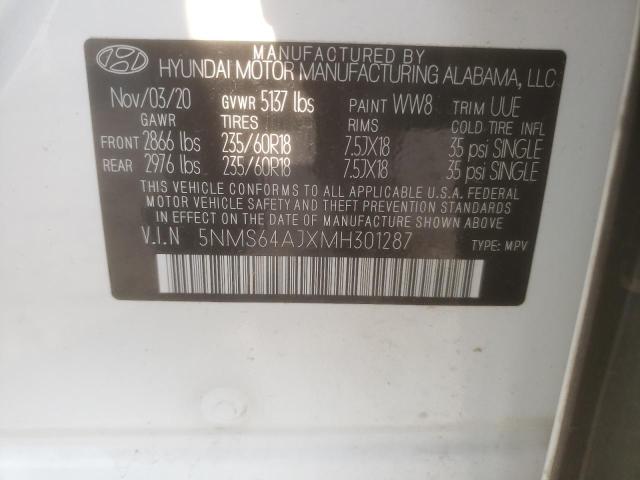 MANUFACTURED BY
HYUNDAI MOTOR MANUFACTURING ALABAMA, LLC
Nov/03/20 GVWR 5137 lbs PAINT WW8 TRIM UUE
GAWR TIRES RIMS COLD TIRE INFL
FRONT 2866 lbs 235/60R18 7.5JX18 35 psi SINGLE
REAR 2976 lbs 235/60R18 7.5JX18 35 psi SINGLE
THIS VEHICLE CONFORMS TO ALL APPLICABLE U.S.A. FEDERAL
MOTOR VEHICLE SAFETY AND THEFT PREVENTION STANDARDS
IN EFFECT ON THE DATE OF MANUFACTURE SHOWN ABOVE.
V.I.N 5NMS64AJXMH301287 TYPE: MPV